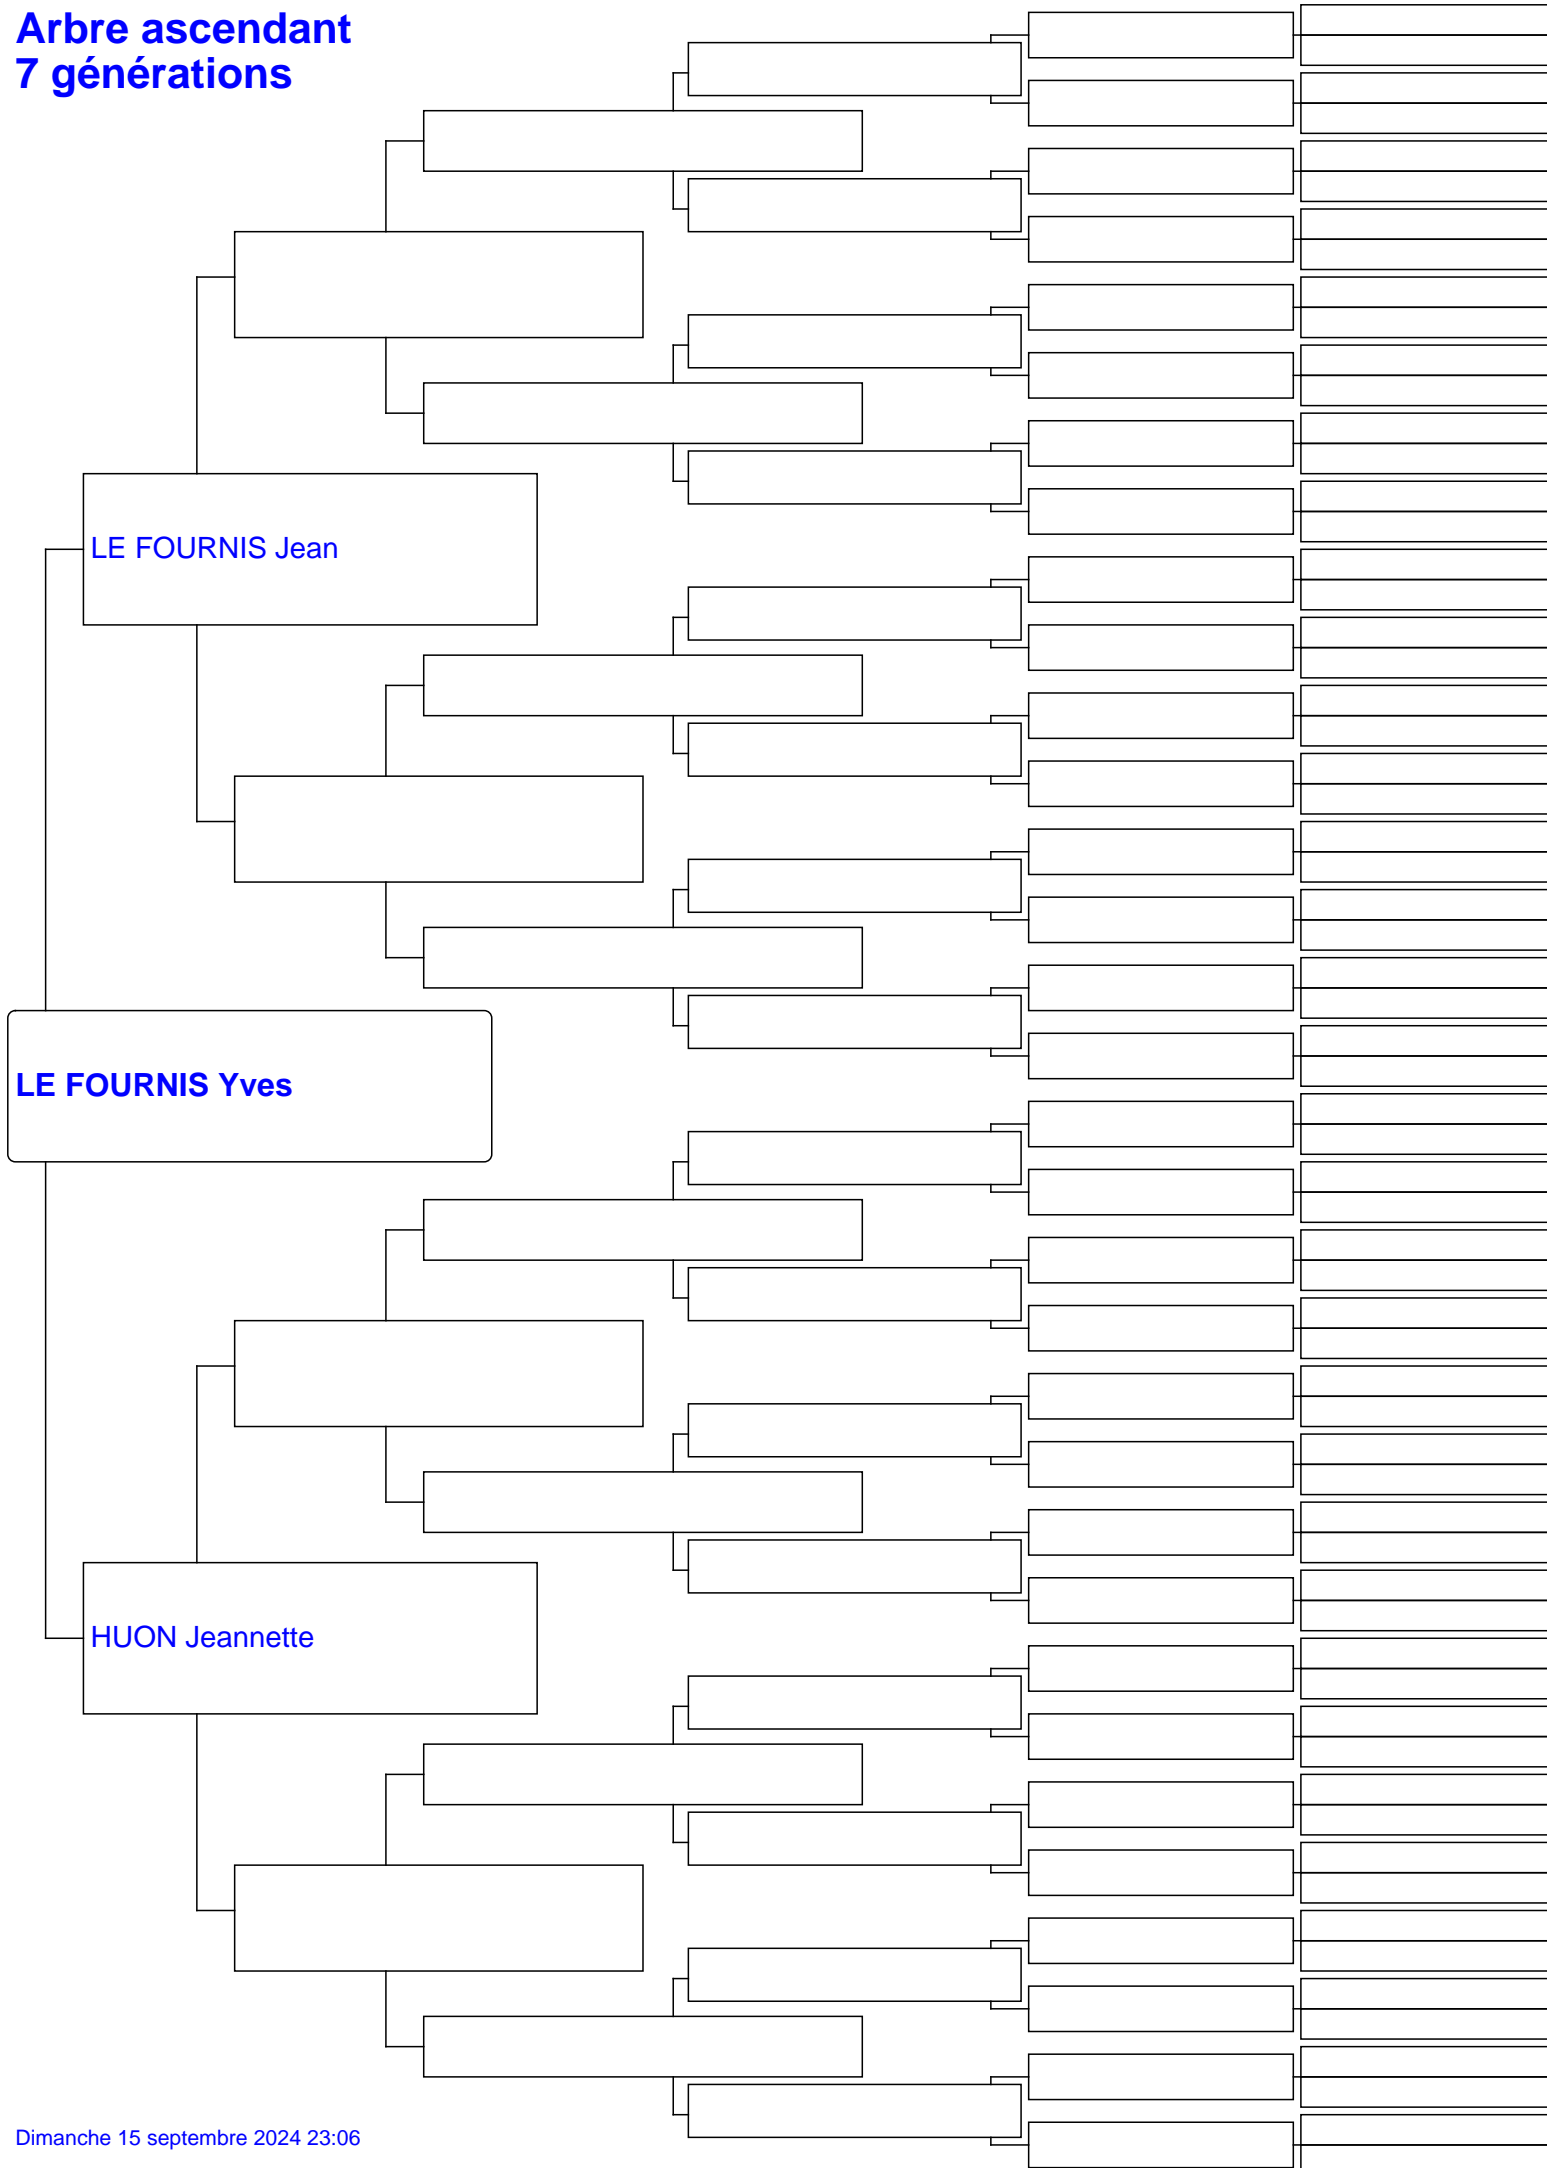 Arbre ascendant
7 générations
LE FOURNIS Jean
LE FOURNIS Yves
HUON Jeannette
Dimanche 15 septembre 2024 23:06